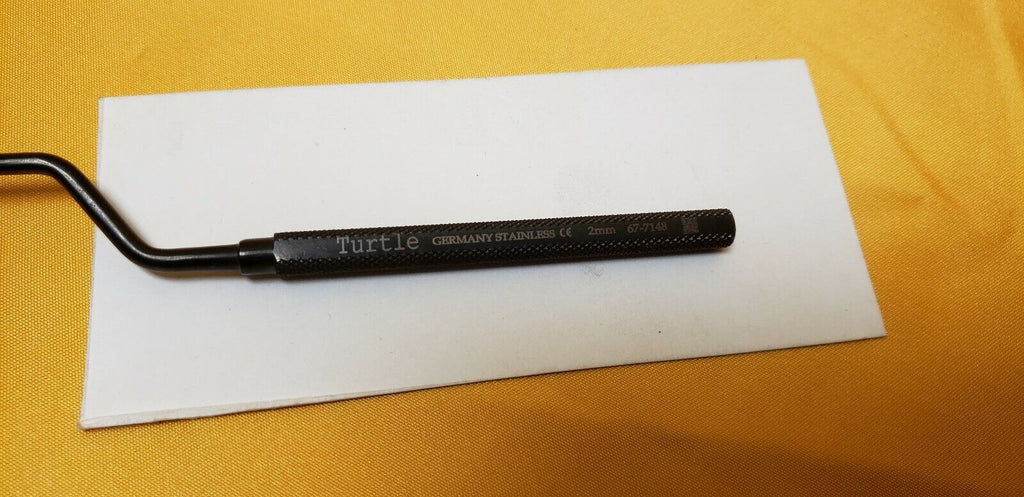 Turtle GERMANY STAINLESS CE 2mm 67-7148